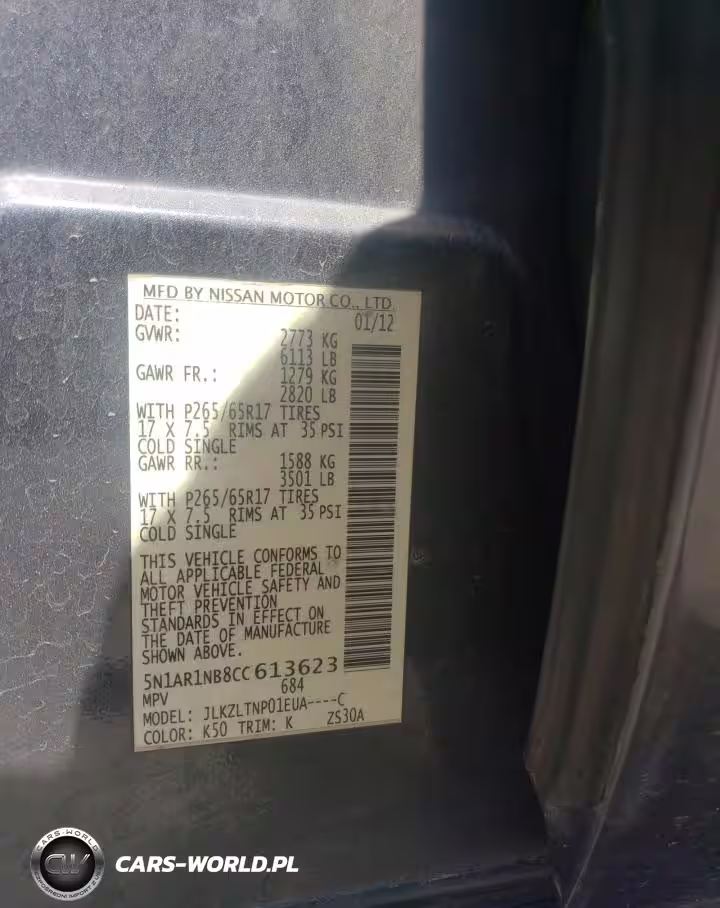 MFD BY NISSAN MOTOR CO., LTD.
DATE: 01/12
GVWR: 2773 KG
6113 LB
GAWR FR.: 1279 KG
2820 LB
WITH P265/65R17 TIRES
17 X 7.5 RIMS AT 35 PSI
COLD SINGLE
GAWR RR.: 1588 KG
3501 LB
WITH P265/65R17 TIRES
17 X 7.5 RIMS AT 35 PSI
COLD SINGLE
THIS VEHICLE CONFORMS TO
ALL APPLICABLE FEDERAL
MOTOR VEHICLE SAFETY AND
THEFT PREVENTION
STANDARDS IN EFFECT ON
THE DATE OF MANUFACTURE
SHOWN ABOVE.
5N1AR1NB8CC613623
MPV 684
MODEL: JLKZLTNP01EUA----C
COLOR: K50 TRIM: K ZS30A
CARS-WORLD
CW
CARS-WORLD.PL